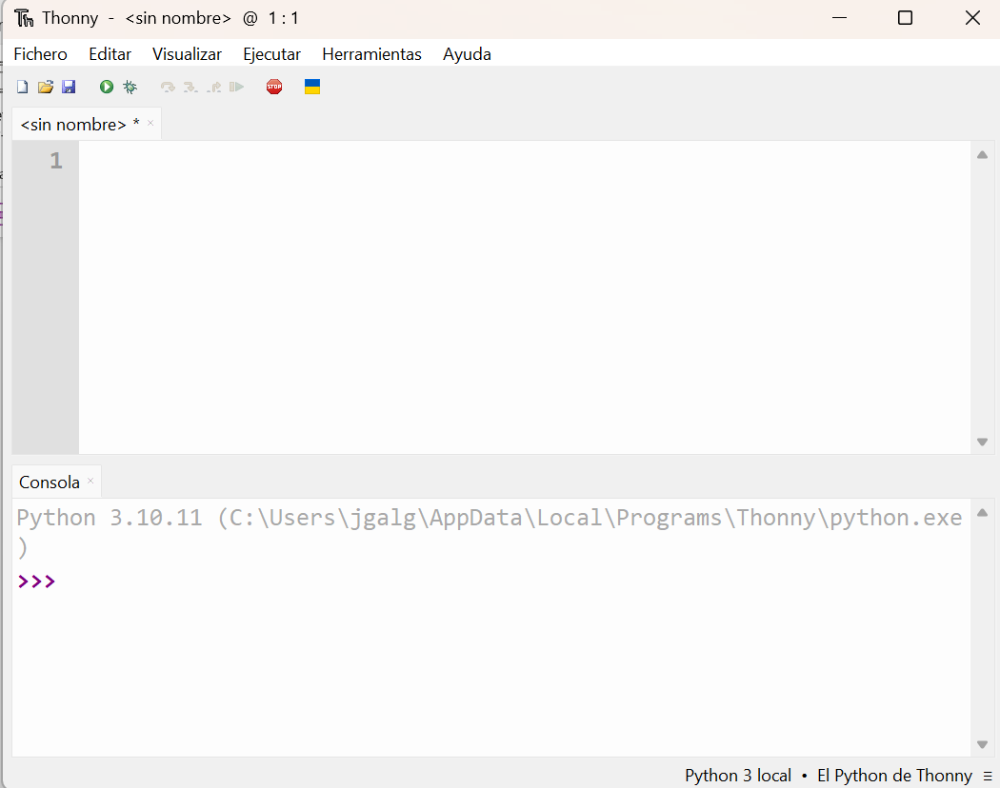 Thonny - <sin nombre> @ 1 : 1
Fichero Editar Visualizar Ejecutar Herramientas Ayuda
STOP
<sin nombre> * ×
1
Consola ×
Python 3.10.11 (C:\Users\jgalg\AppData\Local\Programs\Thonny\python.exe
)
>>>
Python 3 local • El Python de Thonny ≡